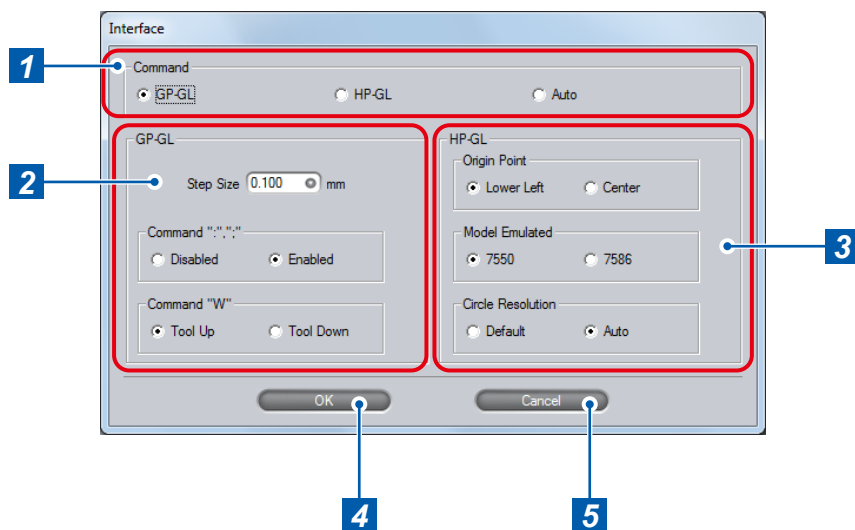 Interface
1
Command
GP-GL HP-GL Auto
GP-GL
2
Step Size 0.100 mm
Command ":",";"
Disabled Enabled
Command "W"
Tool Up Tool Down
HP-GL
Origin Point
Lower Left Center
Model Emulated
7550 7586
3
Circle Resolution
Default Auto
OK Cancel
4 5